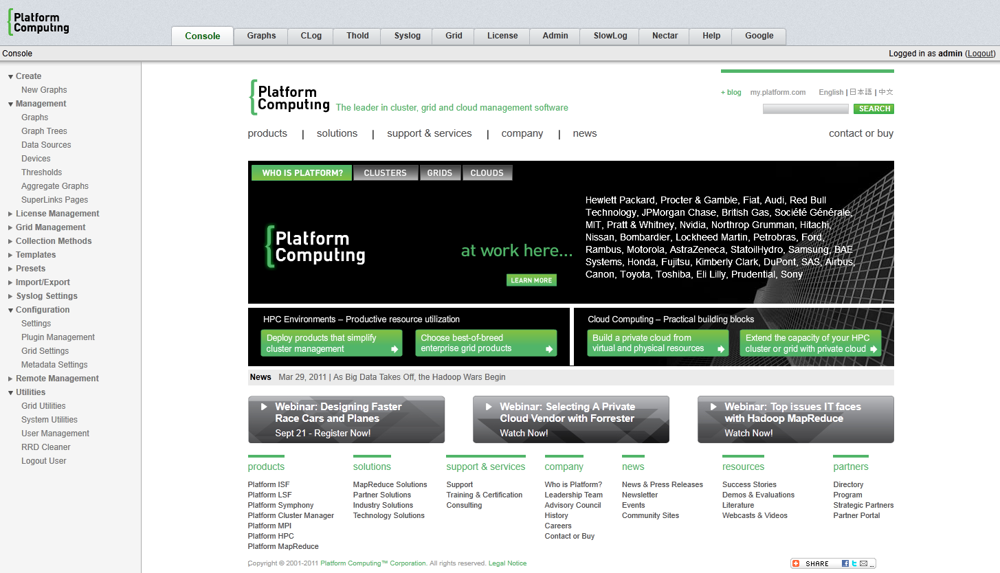 Platform
Computing
Console Graphs CLog Thold Syslog Grid License Admin SlowLog Nectar Help Google
Console
Logged in as admin (Logout)
Create
New Graphs
Management
Graphs
Graph Trees
Data Sources
Devices
Thresholds
Aggregate Graphs
SuperLinks Pages
License Management
Grid Management
Collection Methods
Templates
Presets
Import/Export
Syslog Settings
Configuration
Settings
Plugin Management
Grid Settings
Metadata Settings
Remote Management
Utilities
Grid Utilities
System Utilities
User Management
RRD Cleaner
Logout User
Platform
Computing
The leader in cluster, grid and cloud management software
+ blog my.platform.com English | 日本語 | 中文
SEARCH
products | solutions | support & services | company | news
contact or buy
WHO IS PLATFORM? CLUSTERS GRIDS CLOUDS
Platform
Computing
at work here...
LEARN MORE
Hewlett Packard, Procter & Gamble, Fiat, Audi, Red Bull
Technology, JPMorgan Chase, British Gas, Société Générale,
MIT, Pratt & Whitney, Nvidia, Northrop Grumman, Hitachi,
Nissan, Bombardier, Lockheed Martin, Petrobras, Ford,
Rambus, Motorola, AstraZeneca, StatoilHydro, Samsung, BAE
Systems, Honda, Fujitsu, Kimberly Clark, DuPont, SAS, Airbus,
Canon, Toyota, Toshiba, Eli Lilly, Prudential, Sony
HPC Environments – Productive resource utilization
Deploy products that simplify
cluster management
Choose best-of-breed
enterprise grid products
Cloud Computing – Practical building blocks
Build a private cloud from
virtual and physical resources
Extend the capacity of your HPC
cluster or grid with private cloud
News Mar 29, 2011 | As Big Data Takes Off, the Hadoop Wars Begin
Webinar: Designing Faster
Race Cars and Planes
Sept 21 - Register Now!
Webinar: Selecting A Private
Cloud Vendor with Forrester
Watch Now!
Webinar: Top issues IT faces
with Hadoop MapReduce
Watch Now!
products
Platform ISF
Platform LSF
Platform Symphony
Platform Cluster Manager
Platform MPI
Platform HPC
Platform MapReduce
solutions
MapReduce Solutions
Partner Solutions
Industry Solutions
Technology Solutions
support & services
Support
Training & Certification
Consulting
company
Who is Platform?
Leadership Team
Advisory Council
History
Careers
Contact or Buy
news
News & Press Releases
Newsletter
Events
Community Sites
resources
Success Stories
Demos & Evaluations
Literature
Webcasts & Videos
partners
Directory
Program
Strategic Partners
Partner Portal
Copyright © 2001-2011 Platform Computing™ Corporation. All rights reserved. Legal Notice
SHARE